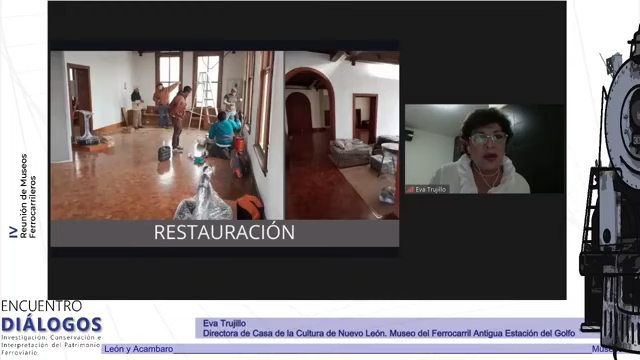 IV
Reunión de Museos
Ferrocarrileros
RESTAURACIÓN
Eva Trujillo
ENCUENTRO
DIÁLOGOS
Investigación, Conservación e
Interpretación del Patrimonio
Ferroviario.
Eva Trujillo
Directora de Casa de la Cultura de Nuevo León. Museo del Ferrocarril Antigua Estación del Golfo
León y Acambaro